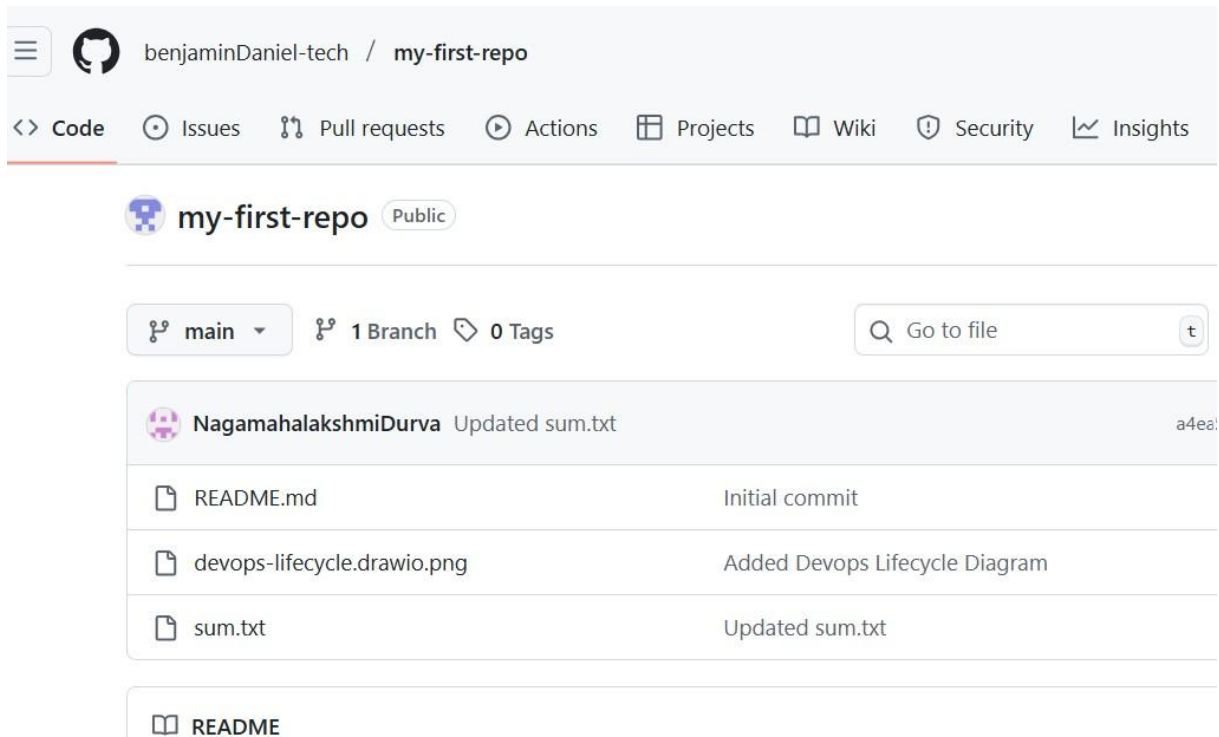 benjaminDaniel-tech / my-first-repo
<> Code Issues Pull requests Actions Projects Wiki Security Insights
my-first-repo Public
main 1 Branch 0 Tags Go to file t
NagamahalakshmiDurva Updated sum.txt
README.md Initial commit
devops-lifecycle.drawio.png Added Devops Lifecycle Diagram
sum.txt Updated sum.txt
README